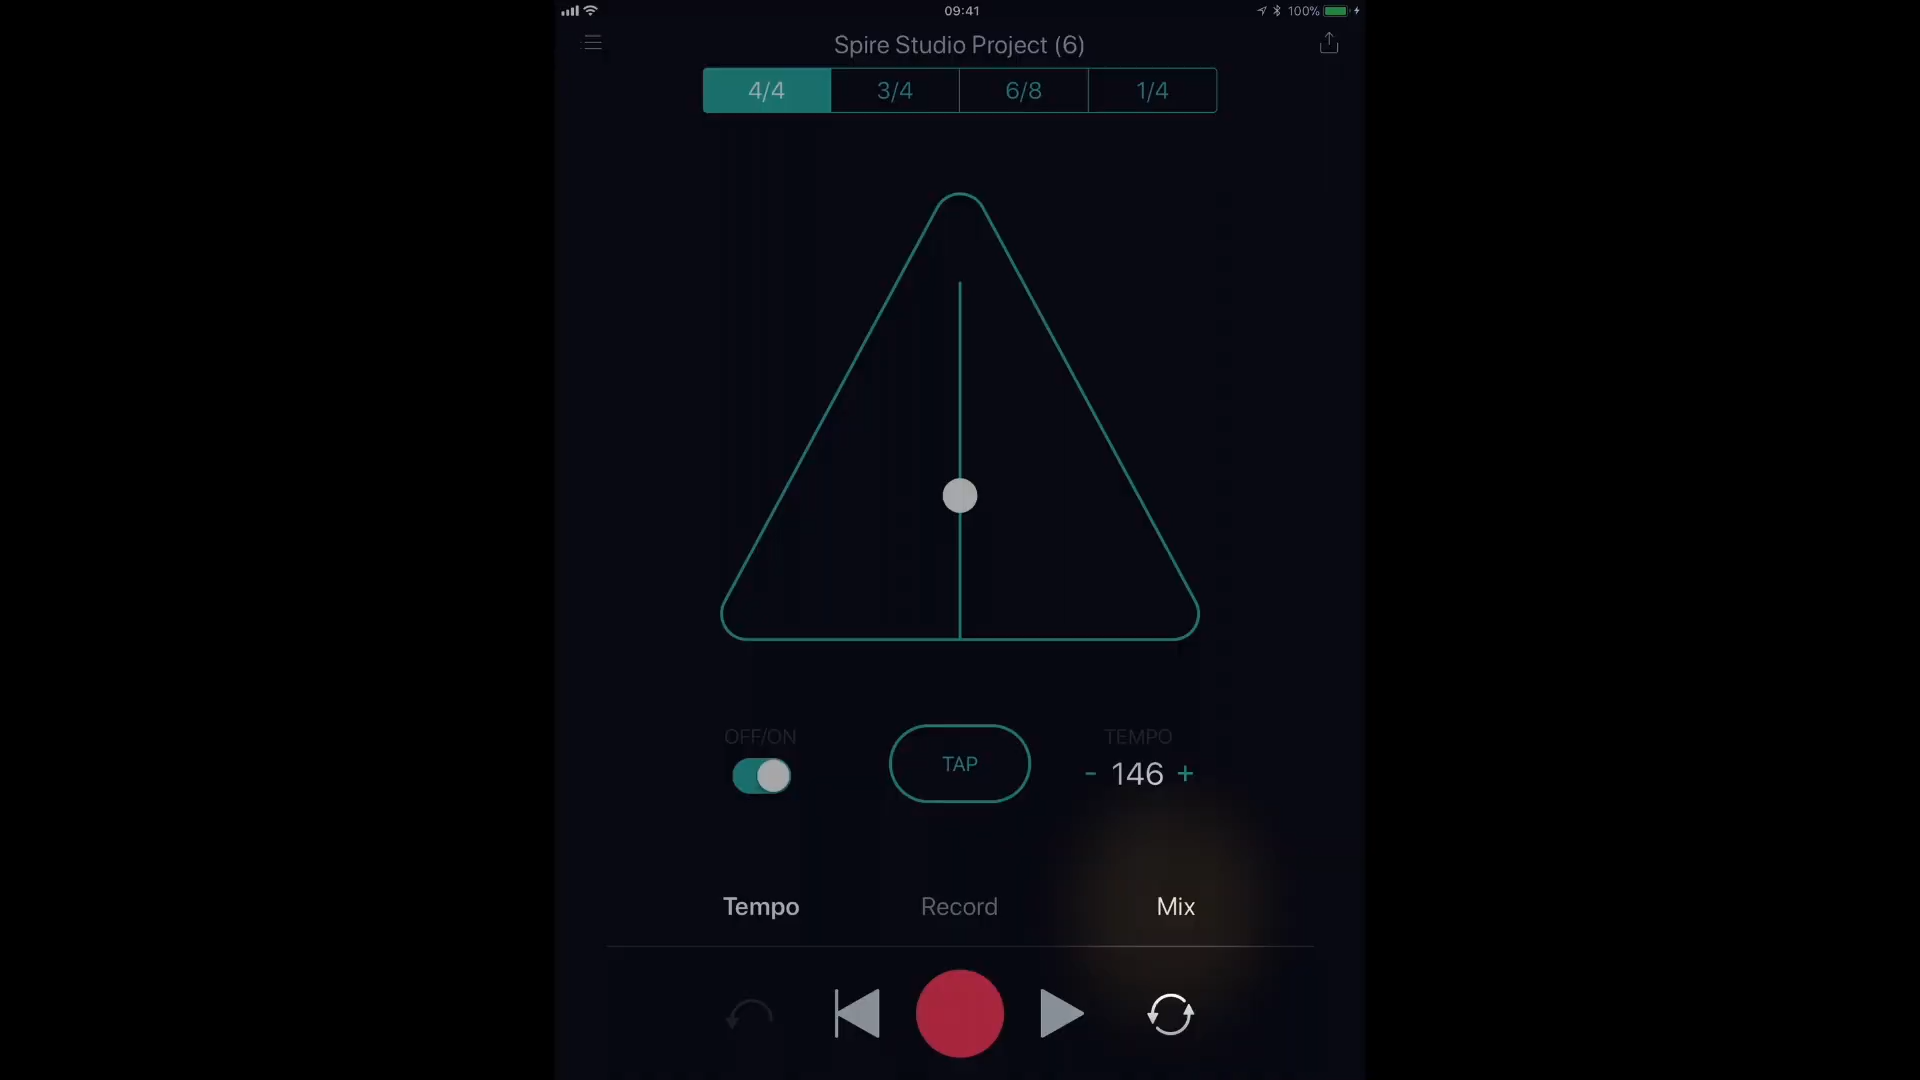 09:41
100%
Spire Studio Project (6)
4/4 3/4 6/8 1/4
OFF/ON
TAP
TEMPO
- 146 +
Tempo Record Mix